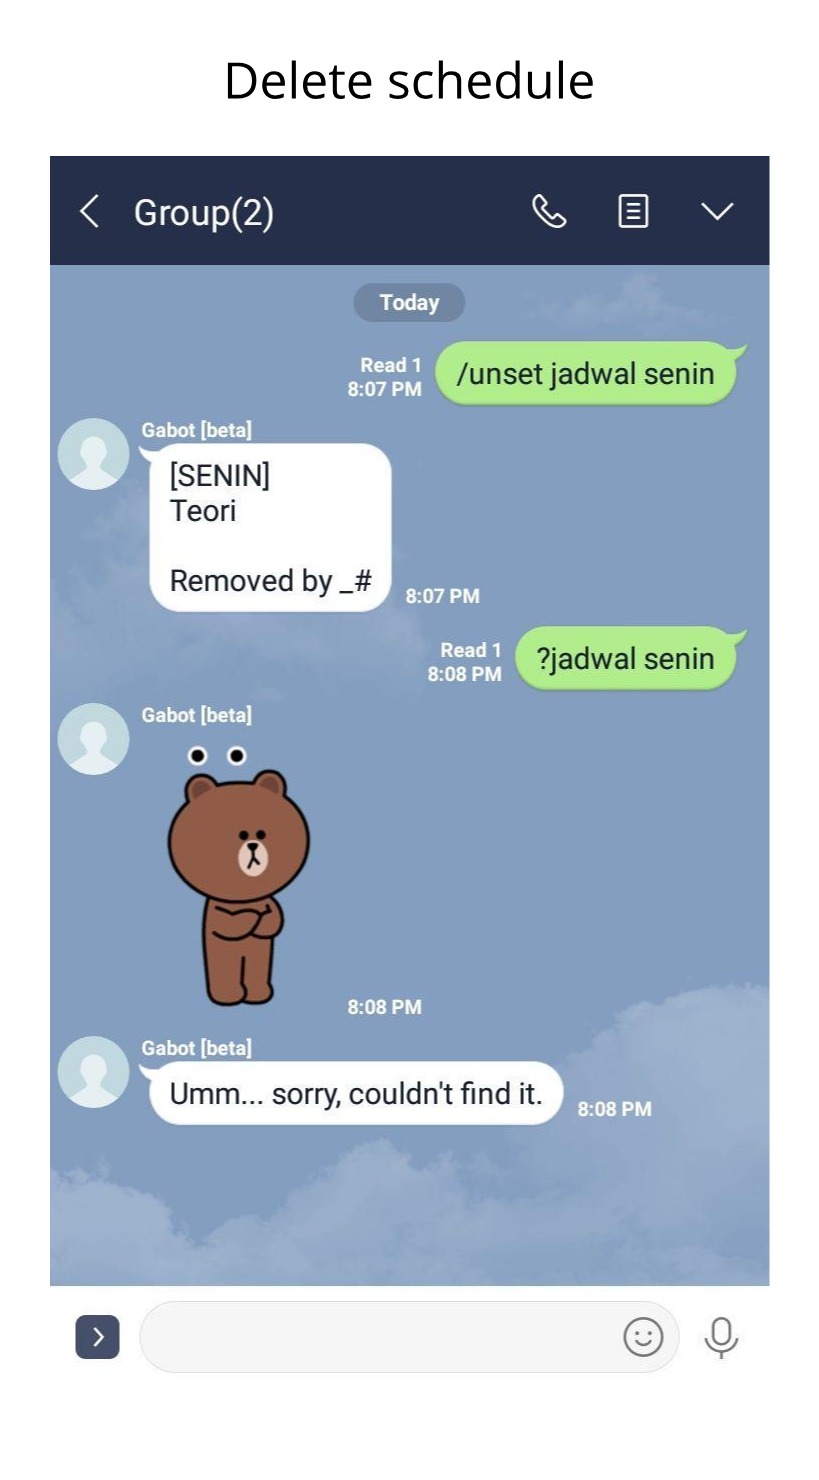 Delete schedule
Group(2)
Today
Read 1
8:07 PM
/unset jadwal senin
Gabot [beta]
[SENIN]
Teori
Removed by _#
8:07 PM
Read 1
8:08 PM
?jadwal senin
Gabot [beta]
8:08 PM
Gabot [beta]
Umm... sorry, couldn't find it.
8:08 PM